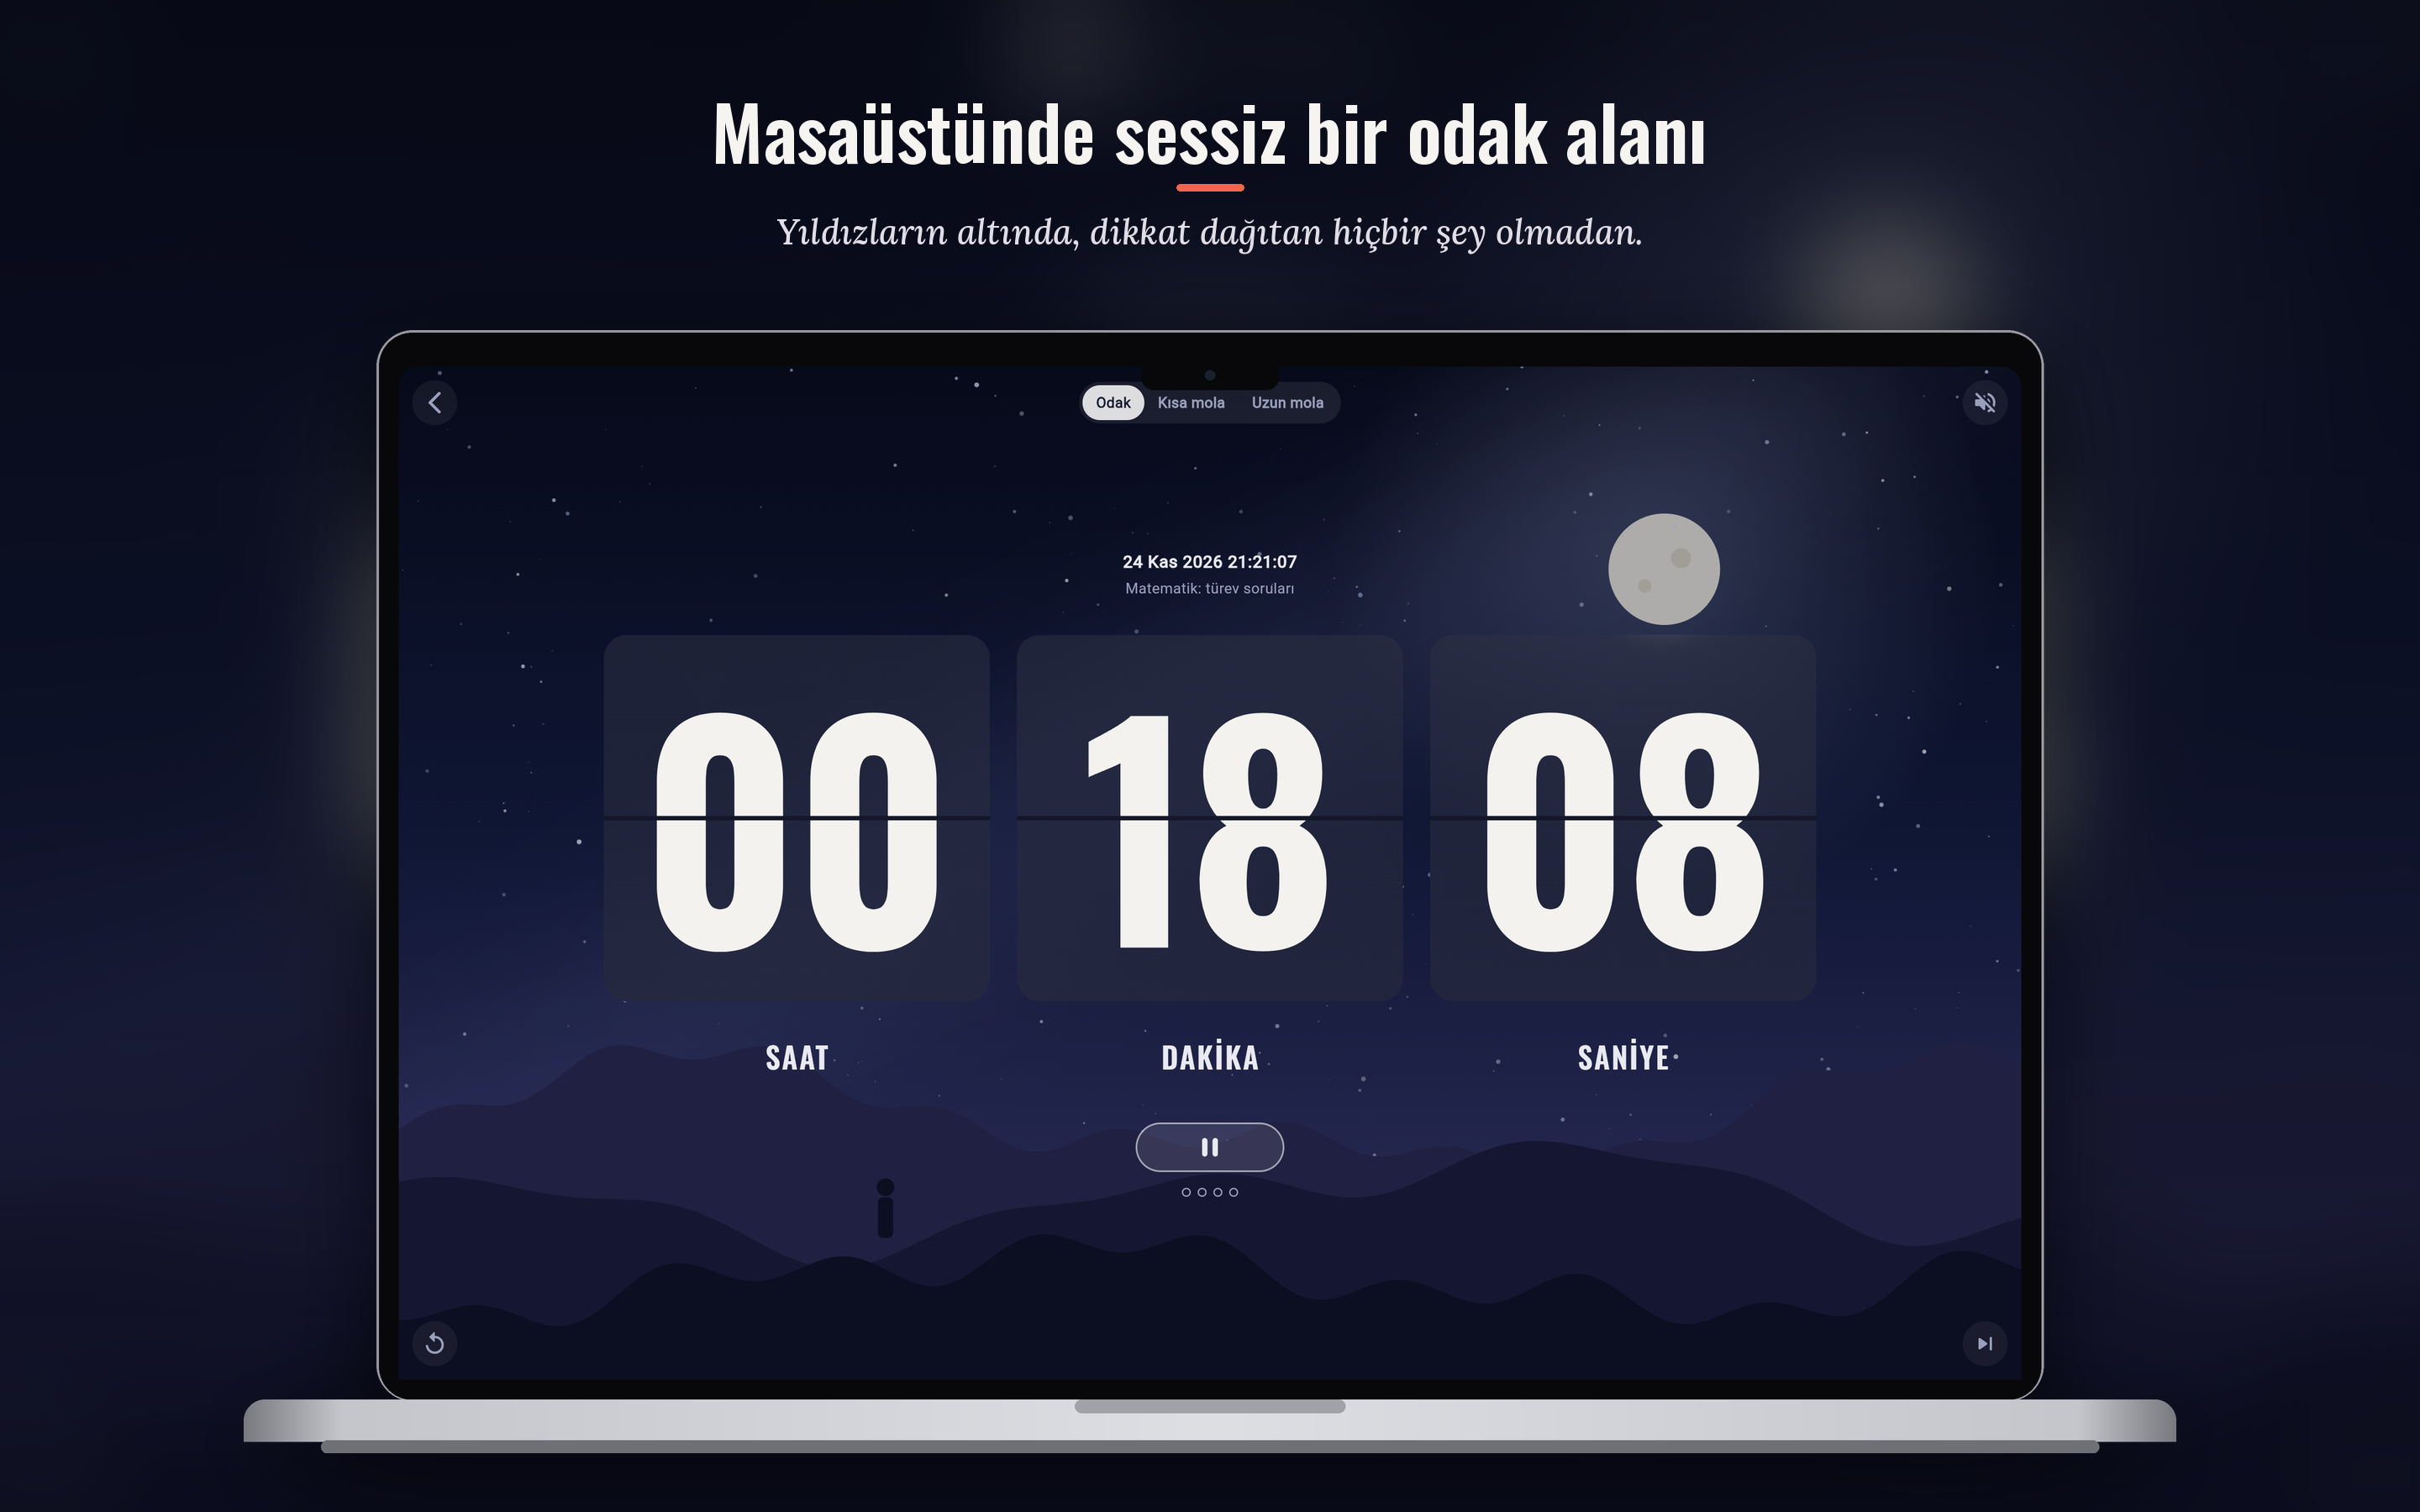 Masaüstünde sessiz bir odak alanı
Yıldızların altında, dikkat dağıtan hiçbir şey olmadan.
Odak Kısa mola Uzun mola
24 Kas 2026 21:21:07
Matematik: türev soruları
00 18 08
SAAT DAKİKA SANİYE